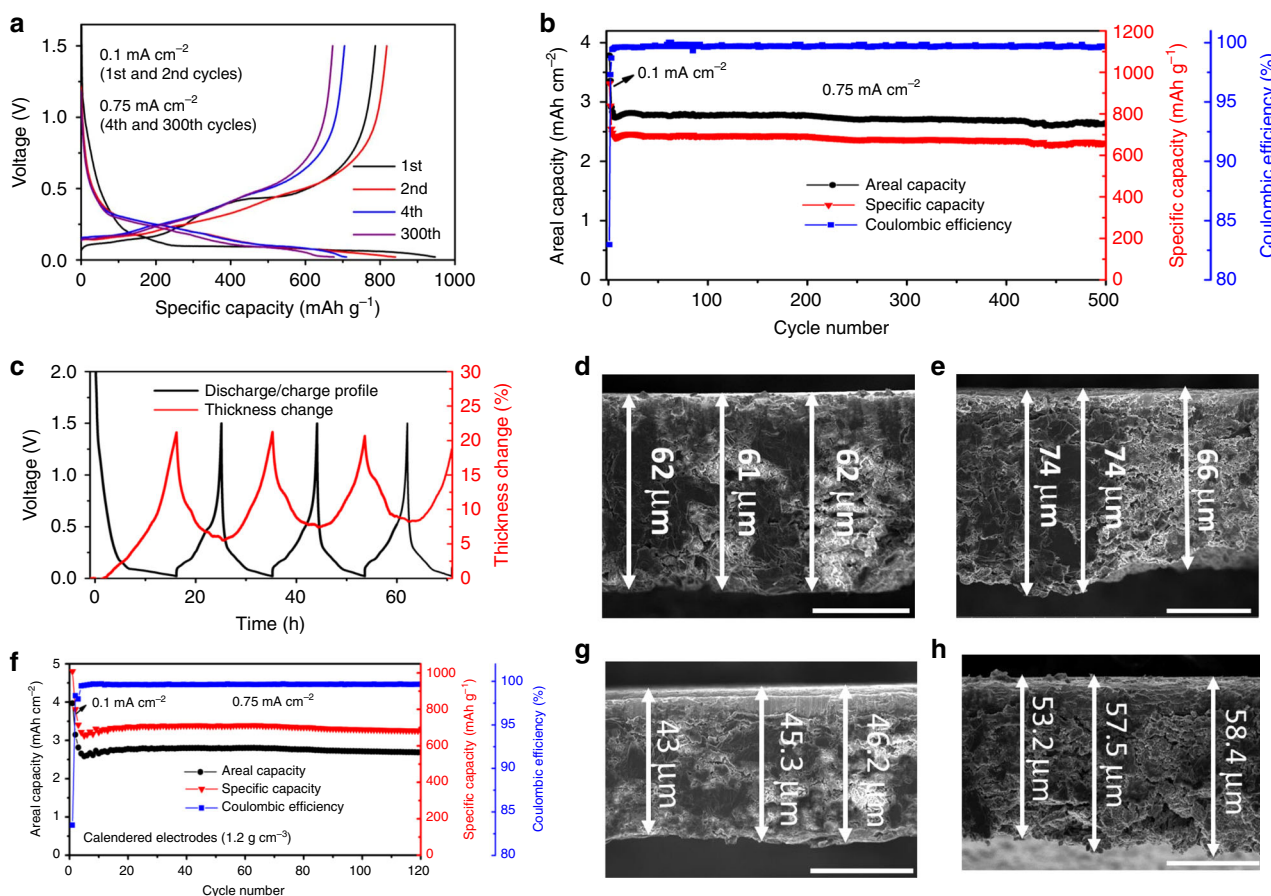 a
0.1 mA cm⁻²
(1st and 2nd cycles)
0.75 mA cm⁻²
(4th and 300th cycles)
1st
2nd
4th
300th
Voltage (V)
1.5
1.0
0.5
0.0
0
200
400
600
800
1000
Specific capacity (mAh g⁻¹)
b
0.1 mA cm⁻²
0.75 mA cm⁻²
Areal capacity
Specific capacity
Coulombic efficiency
Areal capacity (mAh cm⁻²)
4
3
2
1
0
0
100
200
300
400
500
Cycle number
1200
1000
800
600
400
200
0
Specific capacity (mAh g⁻¹)
100
95
90
85
80
Coulombic efficiency (%)
c
Discharge/charge profile
Thickness change
Voltage (V)
2.0
1.5
1.0
0.5
0.0
0
20
40
60
Time (h)
30
25
20
15
10
5
0
Thickness change (%)
d
62 µm
61 µm
62 µm
e
74 µm
74 µm
66 µm
f
0.1 mA cm⁻²
0.75 mA cm⁻²
Areal capacity
Specific capacity
Coulombic efficiency
Calendered electrodes (1.2 g cm⁻³)
Areal capacity (mAh cm⁻²)
5
4
3
2
1
0
0
20
40
60
80
100
120
Cycle number
1000
800
600
400
200
0
Specific capacity (mAh g⁻¹)
100
95
90
85
80
Coulombic efficiency (%)
g
43 µm
45.3 µm
46.2 µm
h
53.2 µm
57.5 µm
58.4 µm